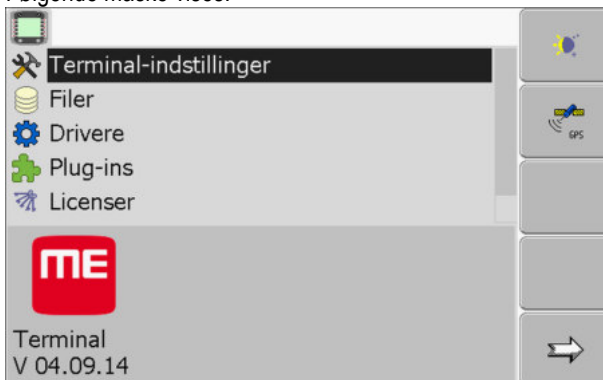 Terminal-indstillinger
Filer
Drivere
Plug-ins
Licenser
GPS
ME
Terminal
V 04.09.14